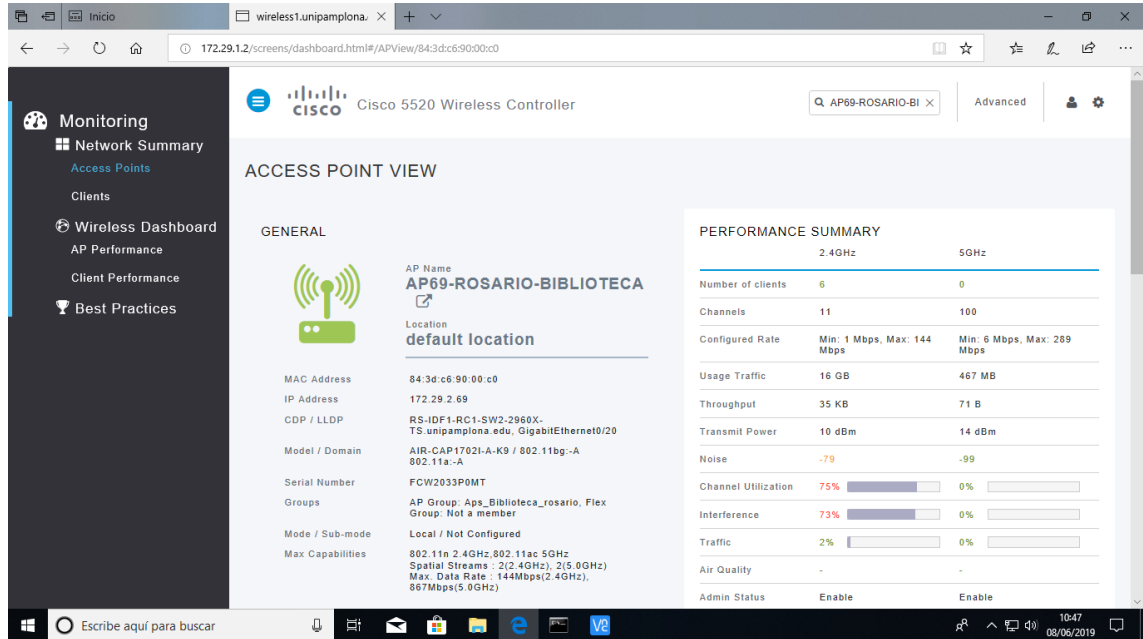 Inicio
wireless1.unipamplona.
172.29.1.2/screens/dashboard.html#/APView/84:3d:c6:90:00:c0
CISCO
Cisco 5520 Wireless Controller
AP69-ROSARIO-BI
Advanced
Monitoring
Network Summary
Access Points
Clients
Wireless Dashboard
AP Performance
Client Performance
Best Practices
ACCESS POINT VIEW
GENERAL
AP Name
AP69-ROSARIO-BIBLIOTECA
Location
default location
MAC Address 84:3d:c6:90:00:c0
IP Address 172.29.2.69
CDP / LLDP RS-IDF1-RC1-SW2-2960X-
TS.unipamplona.edu, GigabitEthernet0/20
Model / Domain AIR-CAP1702I-A-K9 / 802.11bg:-A
802.11a:-A
Serial Number FCW2033P0MT
Groups AP Group: Aps_Biblioteca_rosario, Flex
Group: Not a member
Mode / Sub-mode Local / Not Configured
Max Capabilities 802.11n 2.4GHz,802.11ac 5GHz
Spatial Streams : 2(2.4GHz), 2(5.0GHz)
Max. Data Rate : 144Mbps(2.4GHz),
867Mbps(5.0GHz)
PERFORMANCE SUMMARY
2.4GHz 5GHz
Number of clients 6 0
Channels 11 100
Configured Rate Min: 1 Mbps, Max: 144 Min: 6 Mbps, Max: 289
Mbps Mbps
Usage Traffic 16 GB 467 MB
Throughput 35 KB 71 B
Transmit Power 10 dBm 14 dBm
Noise -79 -99
Channel Utilization 75% 0%
Interference 73% 0%
Traffic 2% 0%
Air Quality - -
Admin Status Enable Enable
Escribe aquí para buscar
10:47
08/06/2019